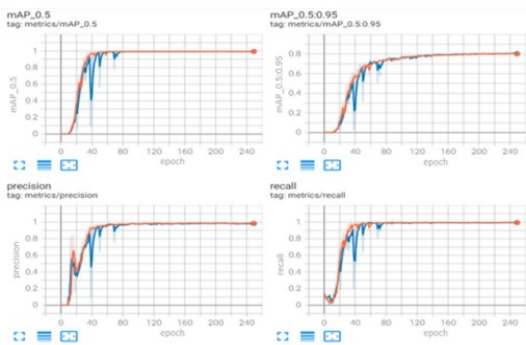 mAP_0.5
tag: metrics/mAP_0.5
mAP_0.5
1
0.8
0.6
0.4
0.2
0
0 40 80 120 160 200 240
epoch
mAP_0.5:0.95
tag: metrics/mAP_0.5:0.95
mAP_0.5:0.95
0.8
0.6
0.4
0.2
0
0 40 80 120 160 200 240
epoch
precision
tag: metrics/precision
precision
1
0.8
0.6
0.4
0.2
0
0 40 80 120 160 200 240
epoch
recall
tag: metrics/recall
recall
1
0.8
0.6
0.4
0.2
0
0 40 80 120 160 200 240
epoch